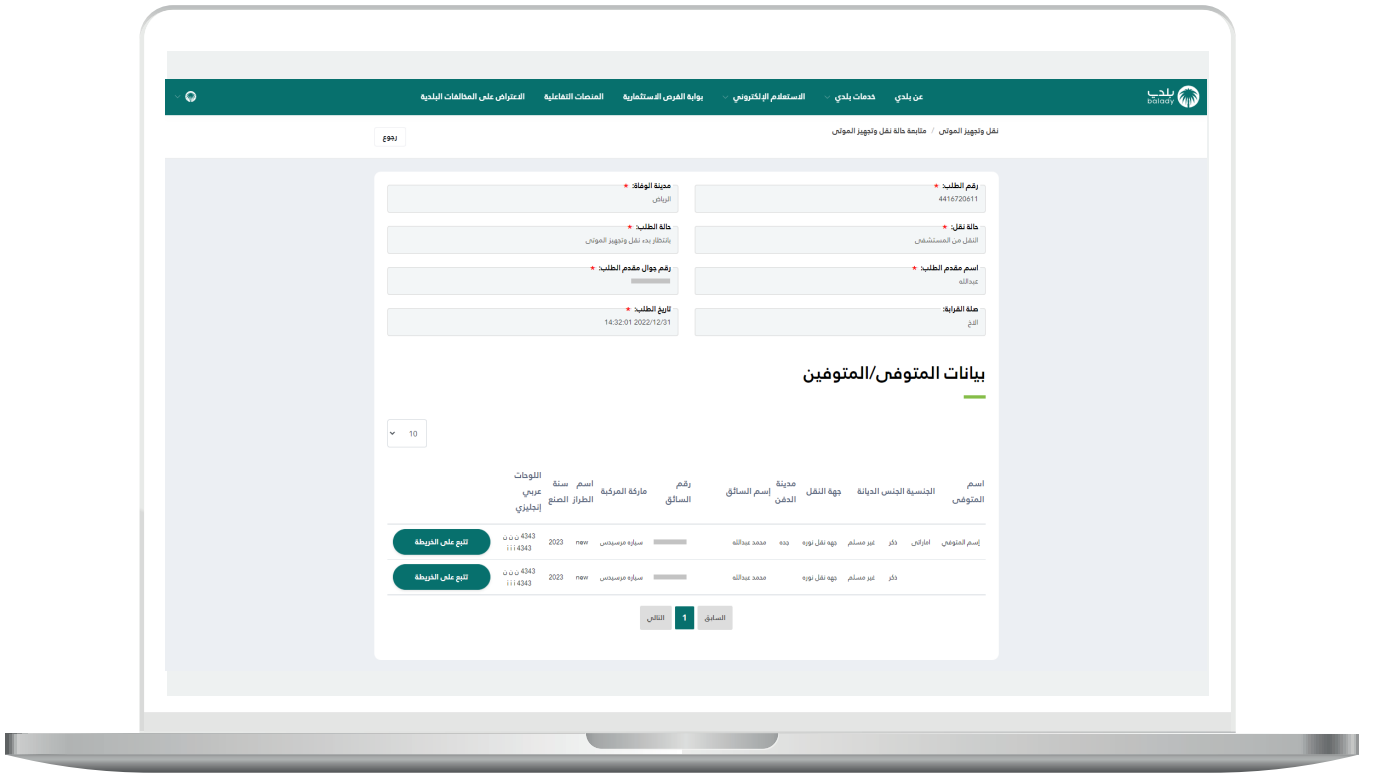 بلدي
balady
عن بلدي
خدمات بلدي
الاستعلام الإلكتروني
بوابة الفرص الاستثمارية
المنصات التفاعلية
الاعتراض على المخالفات البلدية
نقل وتجهيز الموتى / متابعة حالة نقل وتجهيز الموتى
رجوع
رقم الطلب: *
4416720611
مدينة الوفاة: *
الرياض
حالة نقل: *
النقل من المستشفى
حالة الطلب: *
بانتظار بدء نقل وتجهيز الموتى
اسم مقدم الطلب: *
عبدالله
رقم جوال مقدم الطلب: *
صلة القرابة:
الاخ
تاريخ الطلب: *
2022/12/31 14:32:01
بيانات المتوفى/المتوفين
10
اسم المتوفى
الجنسية
الجنس
الديانة
جهة النقل
مدينة الدفن
إسم السائق
رقم السائق
ماركة المركبة
اسم الطراز
سنة الصنع
اللوحات عربي إنجليزي
إسم المتوفي اماراتى ذكر غير مسلم جهه نقل نوره جده محمد عبدالله سياره مرسيدس new 2023 4343 ن ن ن
4343 i i i
تتبع على الخريطة
ذكر غير مسلم جهه نقل نوره محمد عبدالله سياره مرسيدس new 2023 4343 ن ن ن
4343 i i i
تتبع على الخريطة
السابق 1 التالي